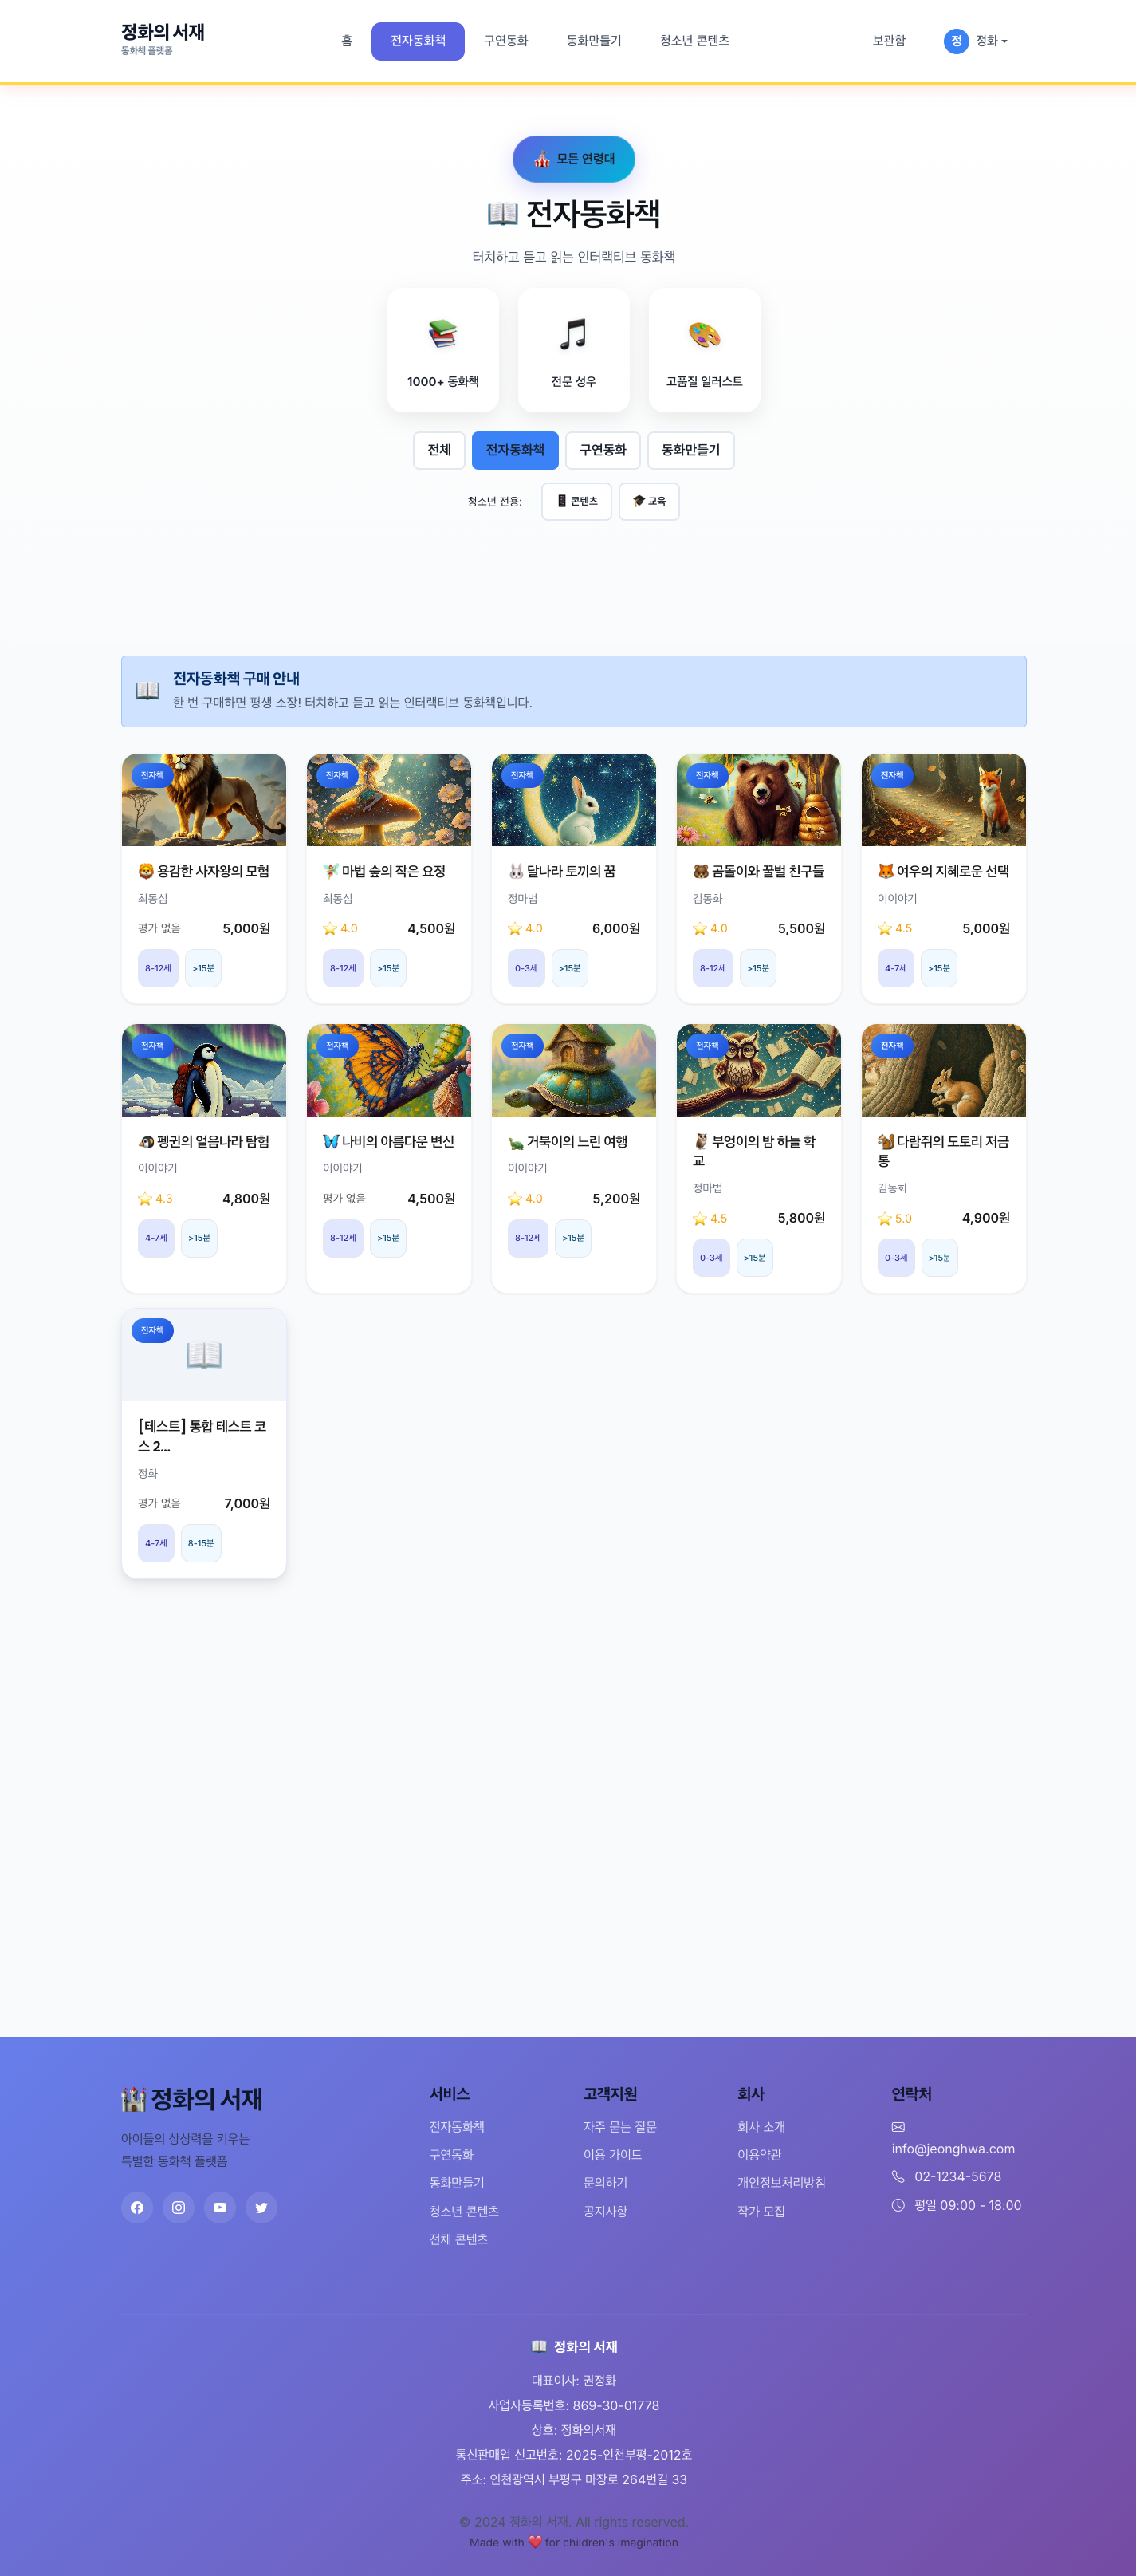 정화의 서재
동화책 플랫폼
홈
전자동화책
구연동화
동화만들기
청소년 콘텐츠
보관함
정
정화
모든 연령대
전자동화책
터치하고 듣고 읽는 인터랙티브 동화책
1000+ 동화책
전문 성우
고품질 일러스트
전체
전자동화책
구연동화
동화만들기
청소년 전용:
콘텐츠
교육
전자동화책 구매 안내
한 번 구매하면 평생 소장! 터치하고 듣고 읽는 인터랙티브 동화책입니다.
전자책
용감한 사자왕의 모험
최동심
평가 없음
5,000원
8-12세
>15분
전자책
마법 숲의 작은 요정
최동심
4.0
4,500원
8-12세
>15분
전자책
달나라 토끼의 꿈
정마법
4.0
6,000원
0-3세
>15분
전자책
곰돌이와 꿀벌 친구들
김동화
4.0
5,500원
8-12세
>15분
전자책
여우의 지혜로운 선택
이이야기
4.5
5,000원
4-7세
>15분
전자책
펭귄의 얼음나라 탐험
이이야기
4.3
4,800원
4-7세
>15분
전자책
나비의 아름다운 변신
이이야기
평가 없음
4,500원
8-12세
>15분
전자책
거북이의 느린 여행
이이야기
4.0
5,200원
8-12세
>15분
전자책
부엉이의 밤 하늘 학
교
정마법
4.5
5,800원
0-3세
>15분
전자책
다람쥐의 도토리 저금
통
김동화
5.0
4,900원
0-3세
>15분
전자책
[테스트] 통합 테스트 코
스 2...
정화
평가 없음
7,000원
4-7세
8-15분
정화의 서재
아이들의 상상력을 키우는
특별한 동화책 플랫폼
서비스
전자동화책
구연동화
동화만들기
청소년 콘텐츠
전체 콘텐츠
고객지원
자주 묻는 질문
이용 가이드
문의하기
공지사항
회사
회사 소개
이용약관
개인정보처리방침
작가 모집
연락처
info@jeonghwa.com
02-1234-5678
평일 09:00 - 18:00
정화의 서재
대표이사: 권정화
사업자등록번호: 869-30-01778
상호: 정화의서재
통신판매업 신고번호: 2025-인천부평-2012호
주소: 인천광역시 부평구 마장로 264번길 33
© 2024 정화의 서재. All rights reserved.
Made with ❤️ for children's imagination